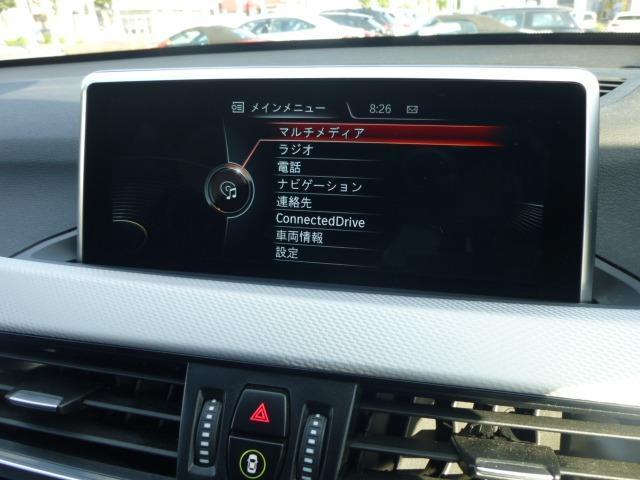 メインメニュー 8:26
マルチメディア
ラジオ
電話
ナビゲーション
連絡先
ConnectedDrive
車両情報
設定